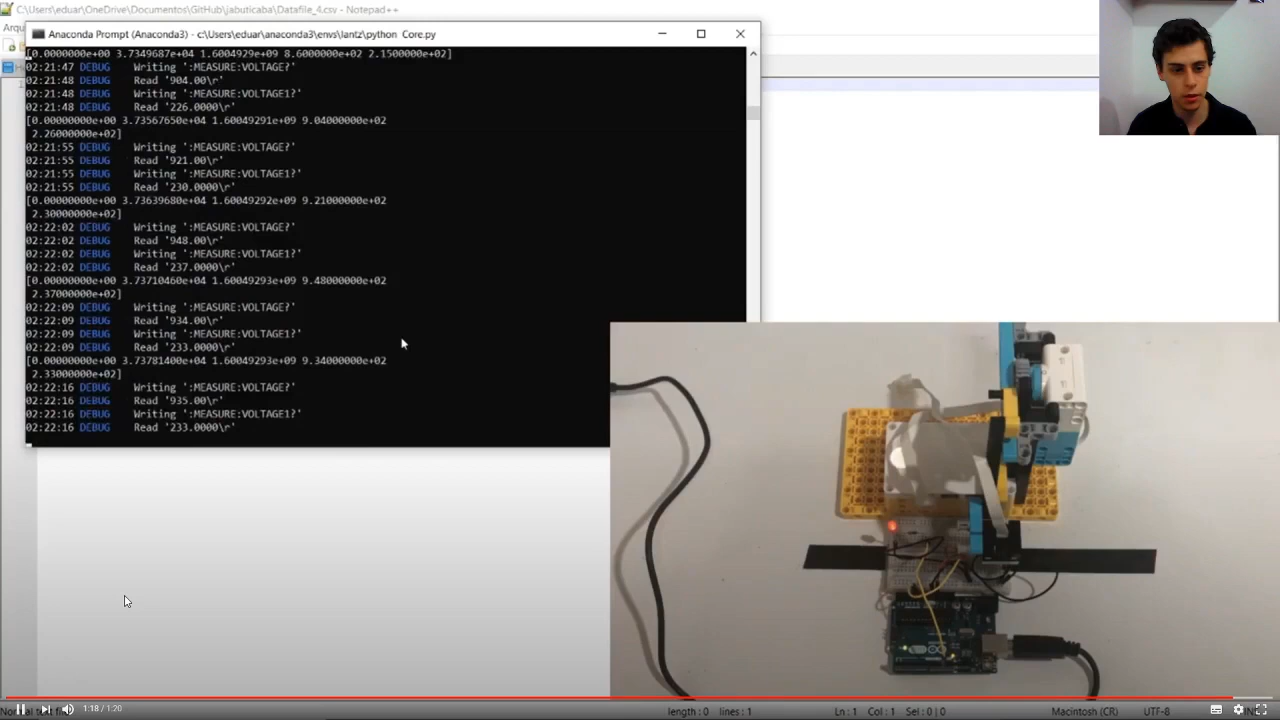 C:\Users\eduar\OneDrive\Documentos\GitHub\jabuticaba\Datafile_4.csv - Notepad++
Arqu
Anaconda Prompt (Anaconda3) - c:\Users\eduar\anaconda3\envs\lantz\python Core.py
[0.0000000e+00 3.7349687e+04 1.6004929e+09 8.6000000e+02 2.1500000e+02]
02:21:47 DEBUG Writing ':MEASURE:VOLTAGE?'
02:21:48 DEBUG Read '904.00\r'
02:21:48 DEBUG Writing ':MEASURE:VOLTAGE1?'
02:21:48 DEBUG Read '226.0000\r'
[0.00000000e+00 3.73567650e+04 1.60049291e+09 9.04000000e+02
2.26000000e+02]
02:21:55 DEBUG Writing ':MEASURE:VOLTAGE?'
02:21:55 DEBUG Read '921.00\r'
02:21:55 DEBUG Writing ':MEASURE:VOLTAGE1?'
02:21:55 DEBUG Read '230.0000\r'
[0.00000000e+00 3.73639680e+04 1.60049292e+09 9.21000000e+02
2.30000000e+02]
02:22:02 DEBUG Writing ':MEASURE:VOLTAGE?'
02:22:02 DEBUG Read '948.00\r'
02:22:02 DEBUG Writing ':MEASURE:VOLTAGE1?'
02:22:02 DEBUG Read '237.0000\r'
[0.00000000e+00 3.73710460e+04 1.60049293e+09 9.48000000e+02
2.37000000e+02]
02:22:09 DEBUG Writing ':MEASURE:VOLTAGE?'
02:22:09 DEBUG Read '934.00\r'
02:22:09 DEBUG Writing ':MEASURE:VOLTAGE1?'
02:22:09 DEBUG Read '233.0000\r'
[0.00000000e+00 3.73781400e+04 1.60049293e+09 9.34000000e+02
2.33000000e+02]
02:22:16 DEBUG Writing ':MEASURE:VOLTAGE?'
02:22:16 DEBUG Read '935.00\r'
02:22:16 DEBUG Writing ':MEASURE:VOLTAGE1?'
02:22:16 DEBUG Read '233.0000\r'
1:18 / 1:20
length : 0 lines : 1
Ln : 1 Col : 1 Sel : 0 | 0
Macintosh (CR)
UTF-8